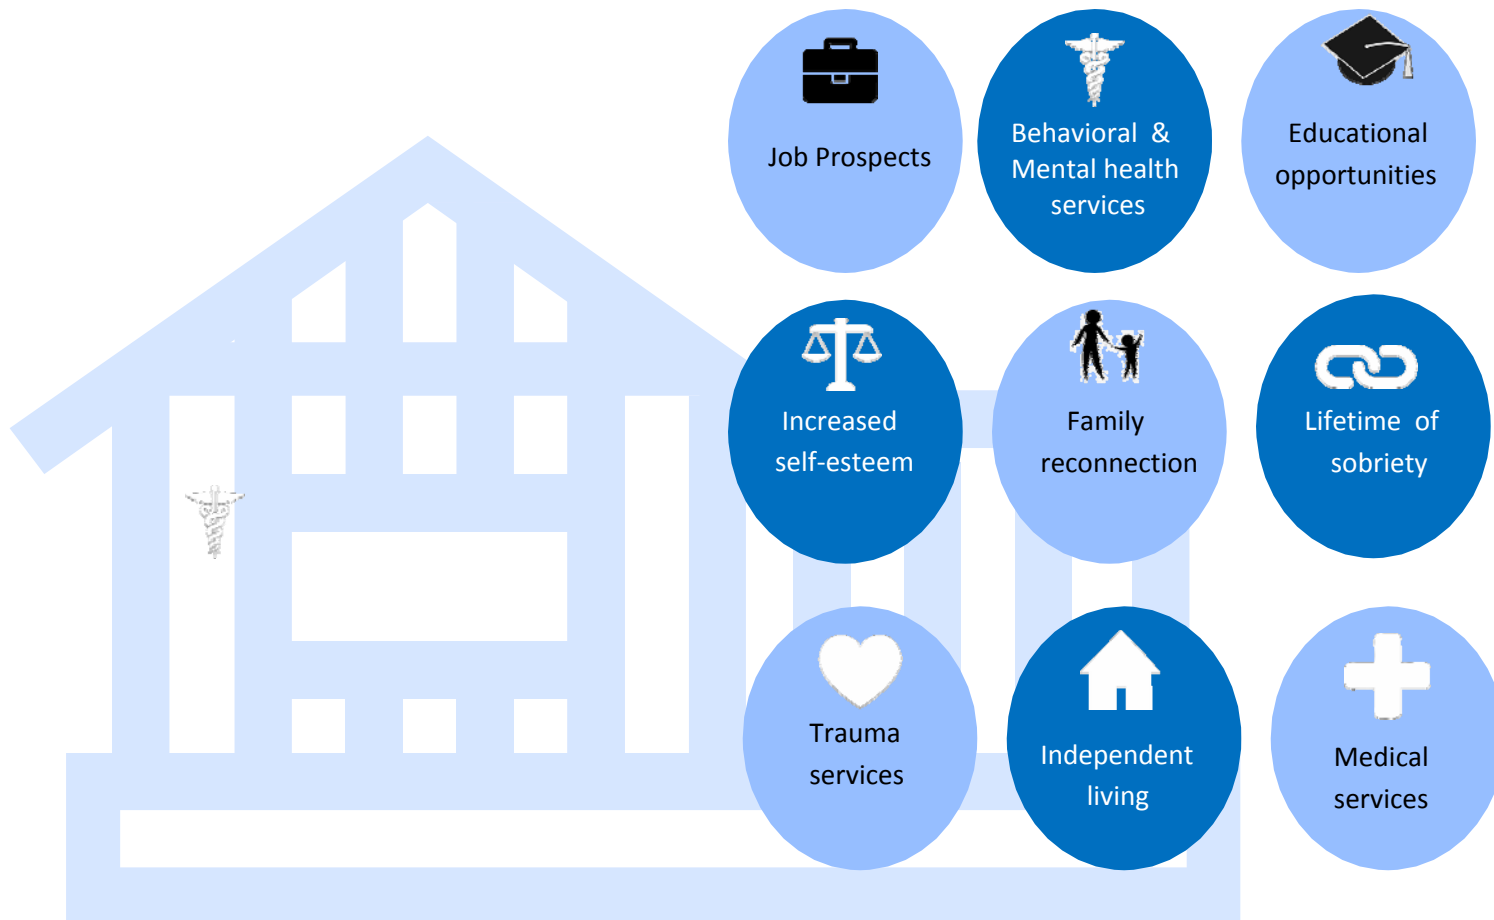 Job Prospects
Behavioral & 
Mental health
services
Educational
opportunities
Increased
self-esteem
Family
reconnection
Lifetime of
sobriety
Trauma
services
Independent
living
Medical
services